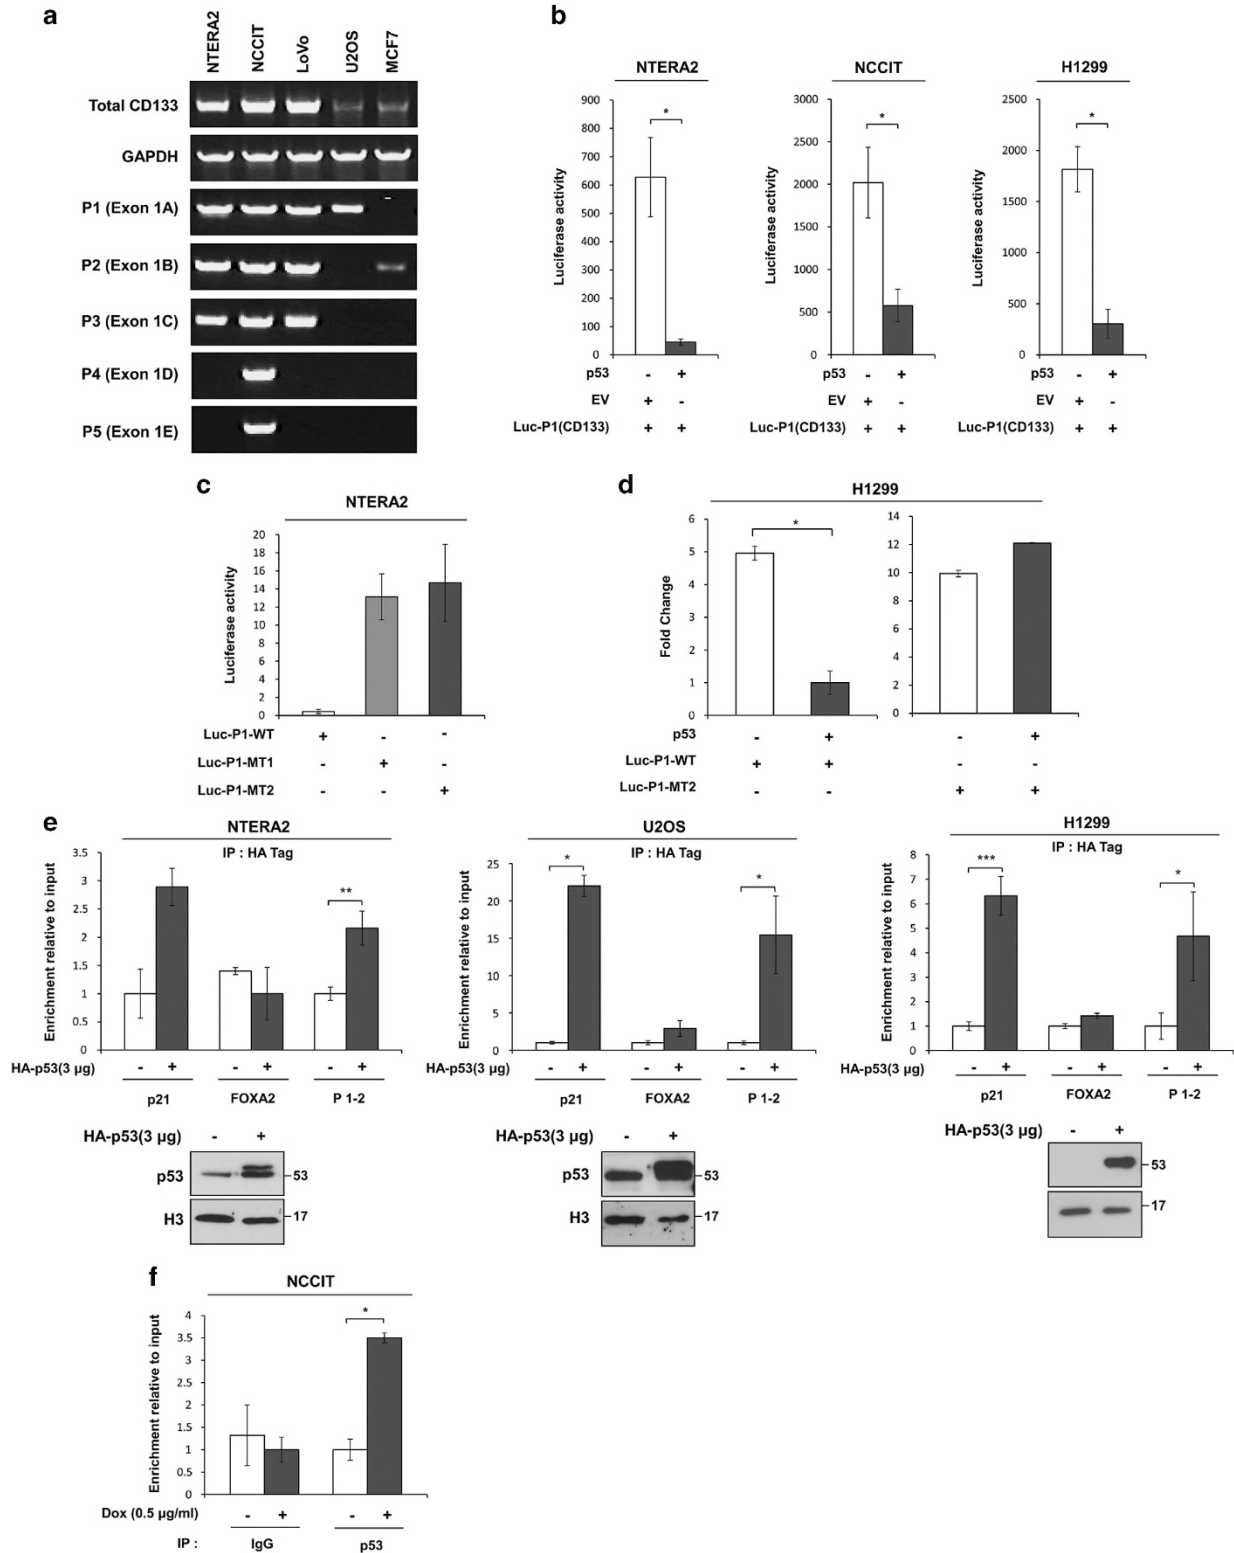 a
NTERA2 NCCIT LoVo U2OS MCF7
Total CD133
GAPDH
P1 (Exon 1A)
P2 (Exon 1B)
P3 (Exon 1C)
P4 (Exon 1D)
P5 (Exon 1E)
b
NTERA2
Luciferase activity
900
800
700
600
500
400
300
200
100
0
*
p53 - +
EV + -
Luc-P1(CD133) + +
NCCIT
Luciferase activity
3000
2500
2000
1500
1000
500
0
*
p53 - +
EV + -
Luc-P1(CD133) + +
H1299
Luciferase activity
2500
2000
1500
1000
500
0
*
p53 - +
EV + -
Luc-P1(CD133) + +
c
NTERA2
Luciferase activity
20
18
16
14
12
10
8
6
4
2
0
Luc-P1-WT + - -
Luc-P1-MT1 - + -
Luc-P1-MT2 - - +
d
H1299
Fold Change
6
5
4
3
2
1
0
*
14
12
10
8
6
4
2
0
p53 - + - +
Luc-P1-WT + + - -
Luc-P1-MT2 - - + +
e
NTERA2
IP : HA Tag
Enrichment relative to input
3.5
3
2.5
2
1.5
1
0.5
0
**
HA-p53(3 µg) - + - + - +
p21 FOXA2 P 1-2
HA-p53(3 µg) - +
p53 53
H3 17
U2OS
IP : HA Tag
Enrichment relative to input
25
20
15
10
5
0
* *
HA-p53(3 µg) - + - + - +
p21 FOXA2 P 1-2
HA-p53(3 µg) - +
p53 53
H3 17
H1299
IP : HA Tag
Enrichment relative to input
8
7
6
5
4
3
2
1
0
*** *
HA-p53(3 µg) - + - + - +
p21 FOXA2 P 1-2
HA-p53(3 µg) - +
53
17
f
NCCIT
Enrichment relative to input
4
3.5
3
2.5
2
1.5
1
0.5
0
*
Dox (0.5 µg/ml) - + - +
IP : IgG p53